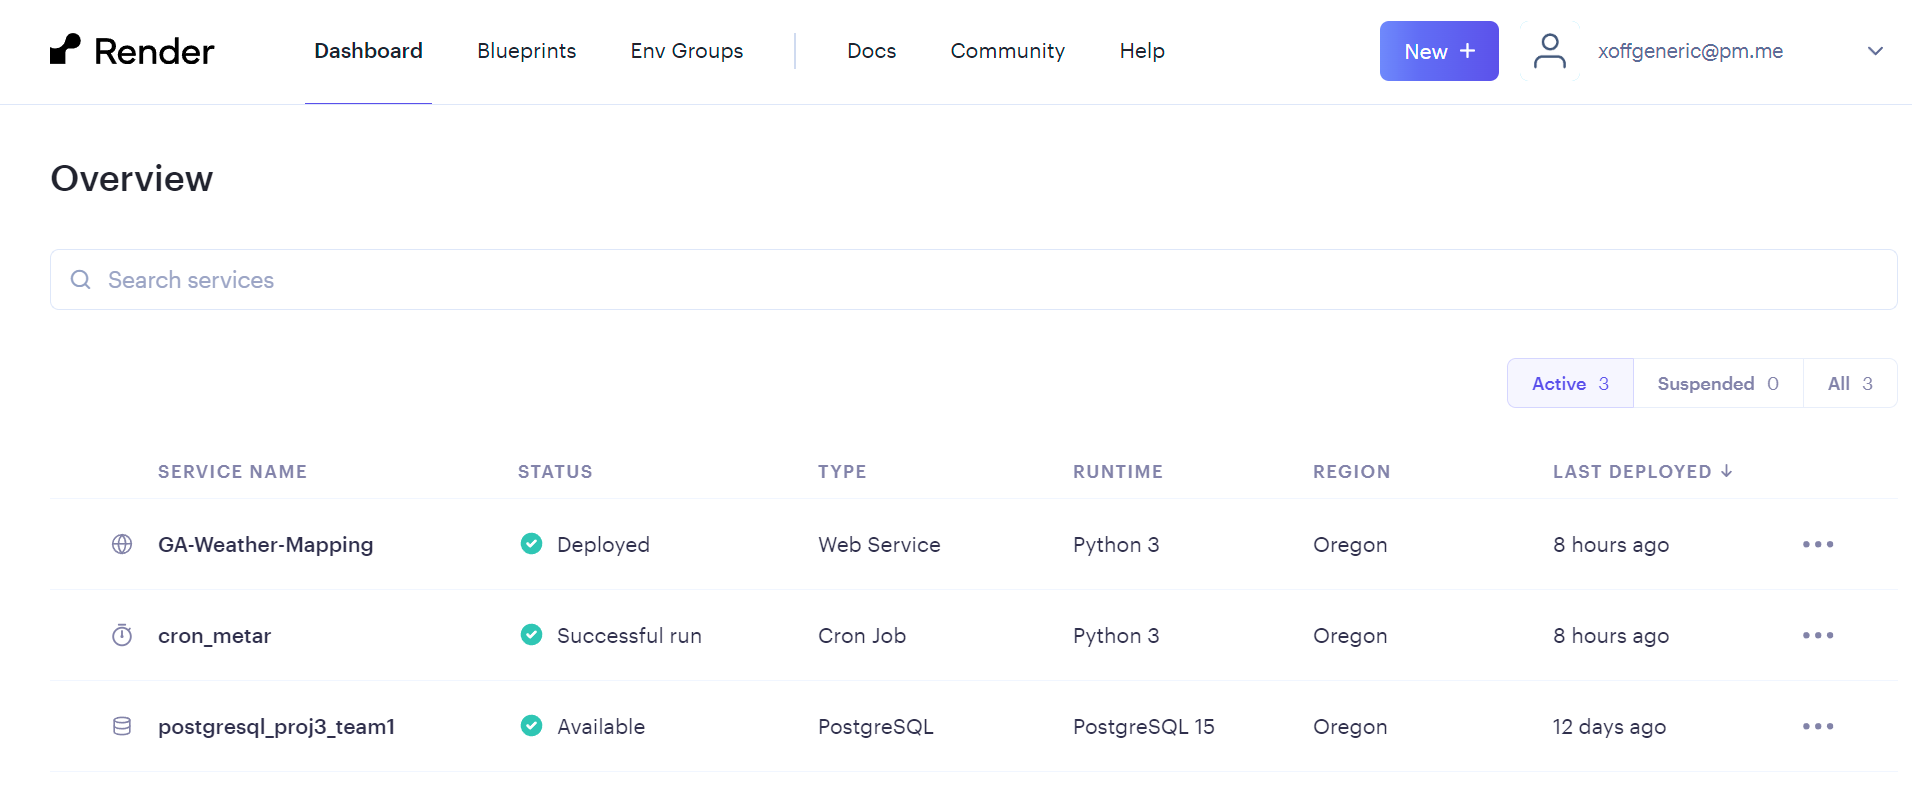 Render Dashboard Blueprints Env Groups Docs Community Help New + xoffgeneric@pm.me
Overview
Search services
Active 3 Suspended 0 All 3
SERVICE NAME STATUS TYPE RUNTIME REGION LAST DEPLOYED ↓
GA-Weather-Mapping Deployed Web Service Python 3 Oregon 8 hours ago
cron_metar Successful run Cron Job Python 3 Oregon 8 hours ago
postgresql_proj3_team1 Available PostgreSQL PostgreSQL 15 Oregon 12 days ago